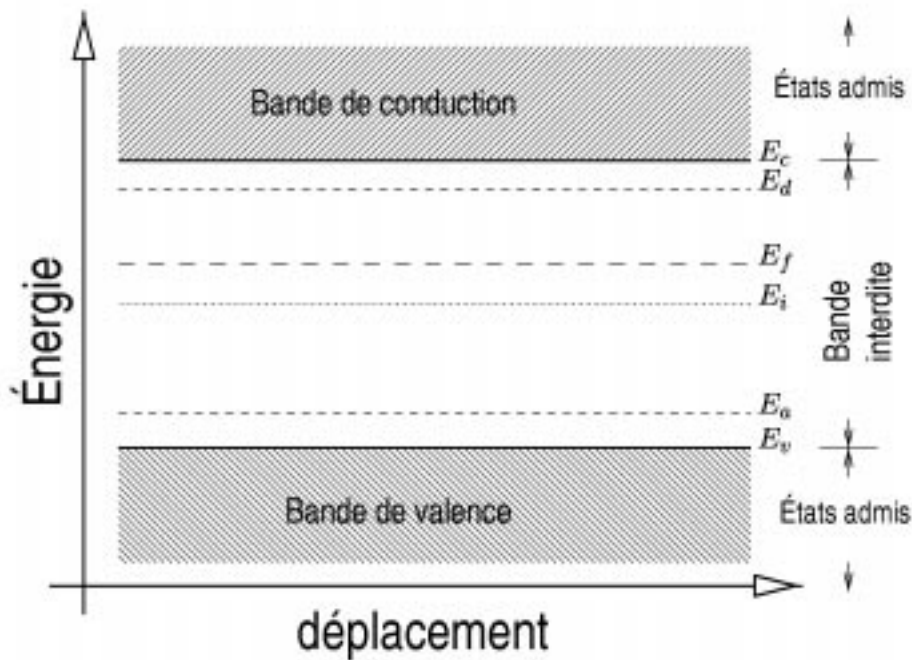 Bande de conduction
États admis
E_c
E_d
E_f
E_i
Bande
interdite
E_a
E_v
Bande de valence
États admis
Énergie
déplacement